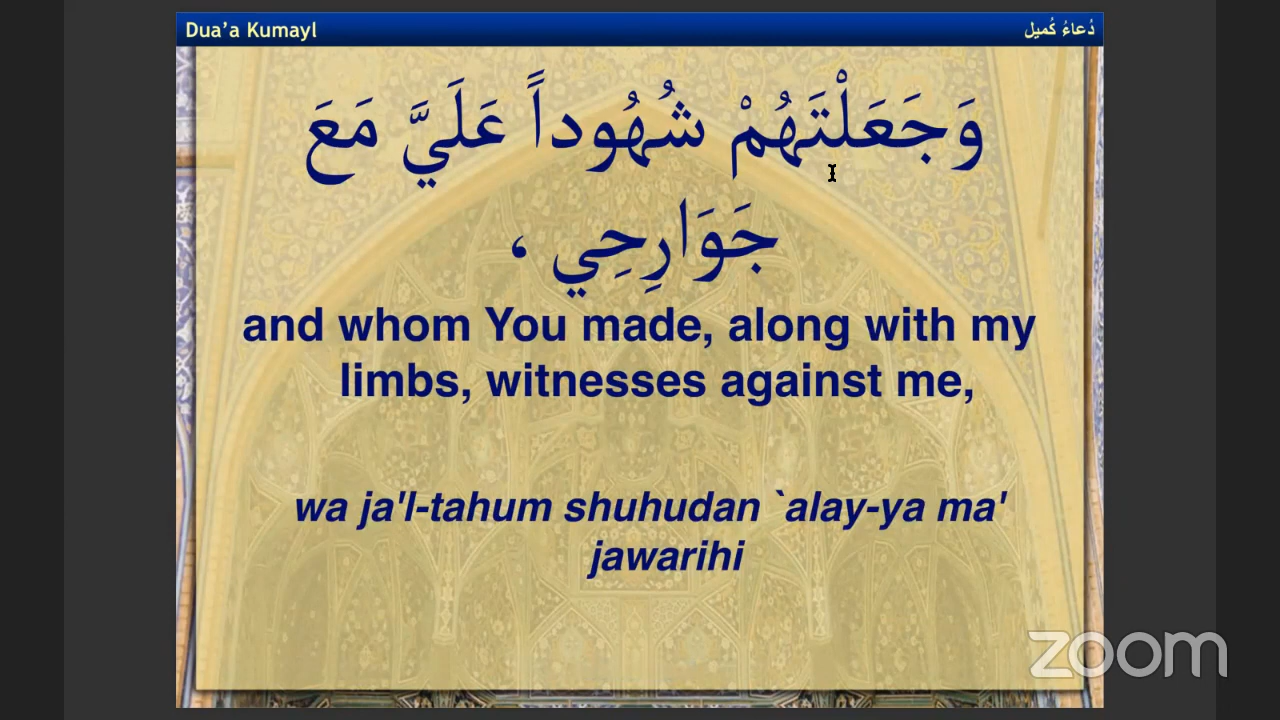 Dua’a Kumayl
دُعاءُ كُميل
وَجَعَلْتَهُمْ شُهُوداً عَلَيَّ مَعَ
جَوَارِحِي ،
and whom You made, along with my
limbs, witnesses against me,
wa ja'l-tahum shuhudan `alay-ya ma'
jawarihi
zoom